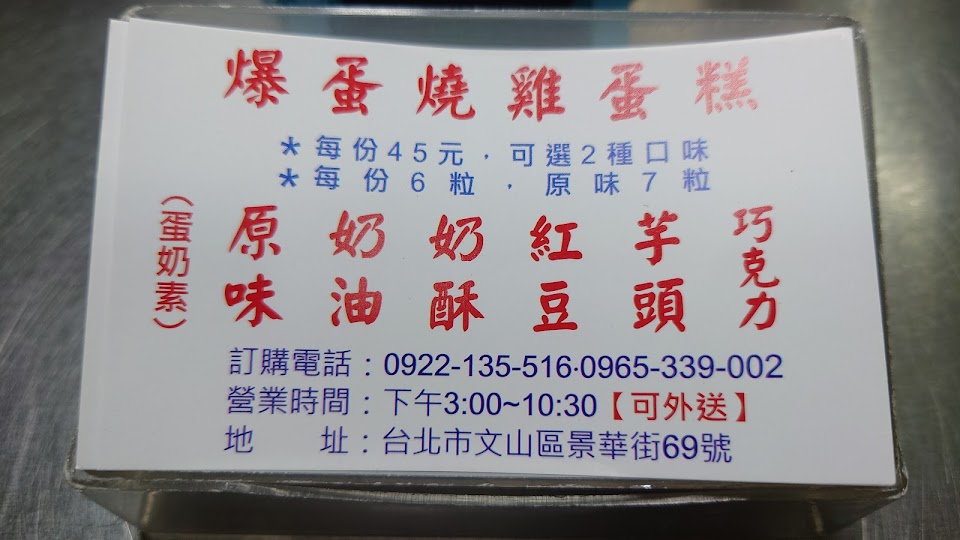 爆蛋燒雞蛋糕
*每份45元，可選2種口味
*每份6粒，原味7粒
（蛋奶素）
原味
奶油
奶酥
紅豆
芋頭
巧克力
訂購電話：0922-135-516·0965-339-002
營業時間：下午3:00~10:30【可外送】
地　　址：台北市文山區景華街69號